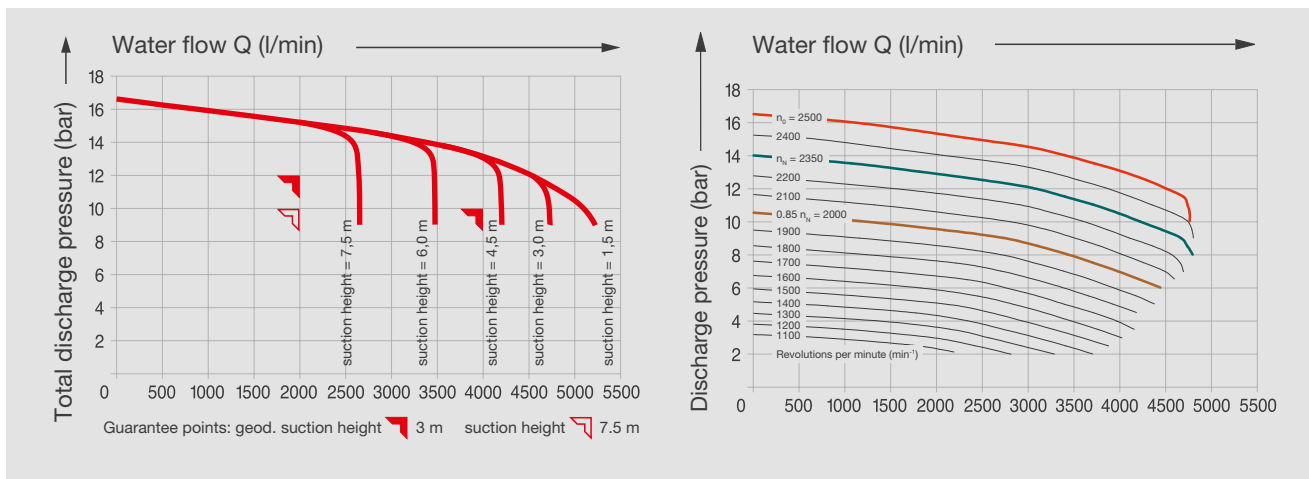 Water flow Q (l/min)
Total discharge pressure (bar)
18
16
14
12
10
8
6
4
2
0 500 1000 1500 2000 2500 3000 3500 4000 4500 5000 5500
suction height = 7,5 m
suction height = 6,0 m
suction height = 4,5 m
suction height = 3,0 m
suction height = 1,5 m
Guarantee points: geod. suction height 3 m suction height 7.5 m
Water flow Q (l/min)
Discharge pressure (bar)
18
16
14
12
10
8
6
4
2
n₀ = 2500
2400
nN = 2350
2200
2100
0.85 nN = 2000
1900
1800
1700
1600
1500
1400
1300
1200
1100
Revolutions per minute (min⁻¹)
0 500 1000 1500 2000 2500 3000 3500 4000 4500 5000 5500